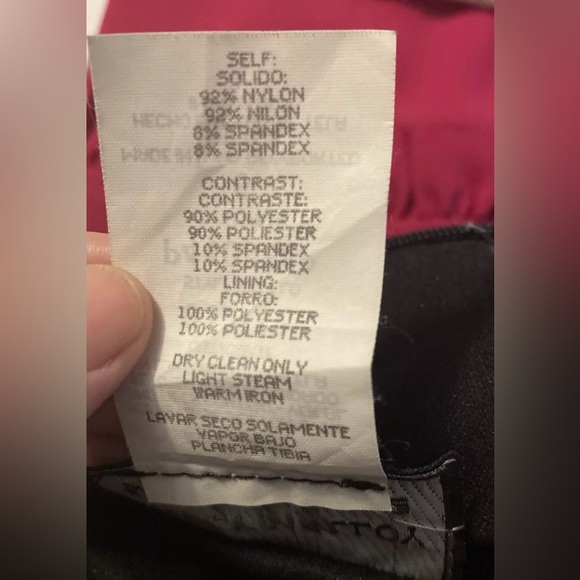 SELF:
SOLIDO:
92% NYLON
92% NILON
8% SPANDEX
8% SPANDEX
CONTRAST:
CONTRASTE:
90% POLYESTER
90% POLIESTER
10% SPANDEX
10% SPANDEX
LINING:
FORRO:
100% POLYESTER
100% POLIESTER
DRY CLEAN ONLY
LIGHT STEAM
WARM IRON
LAVAR SECO SOLAMENTE
VAPOR BAJO
PLANCHA TIBIA